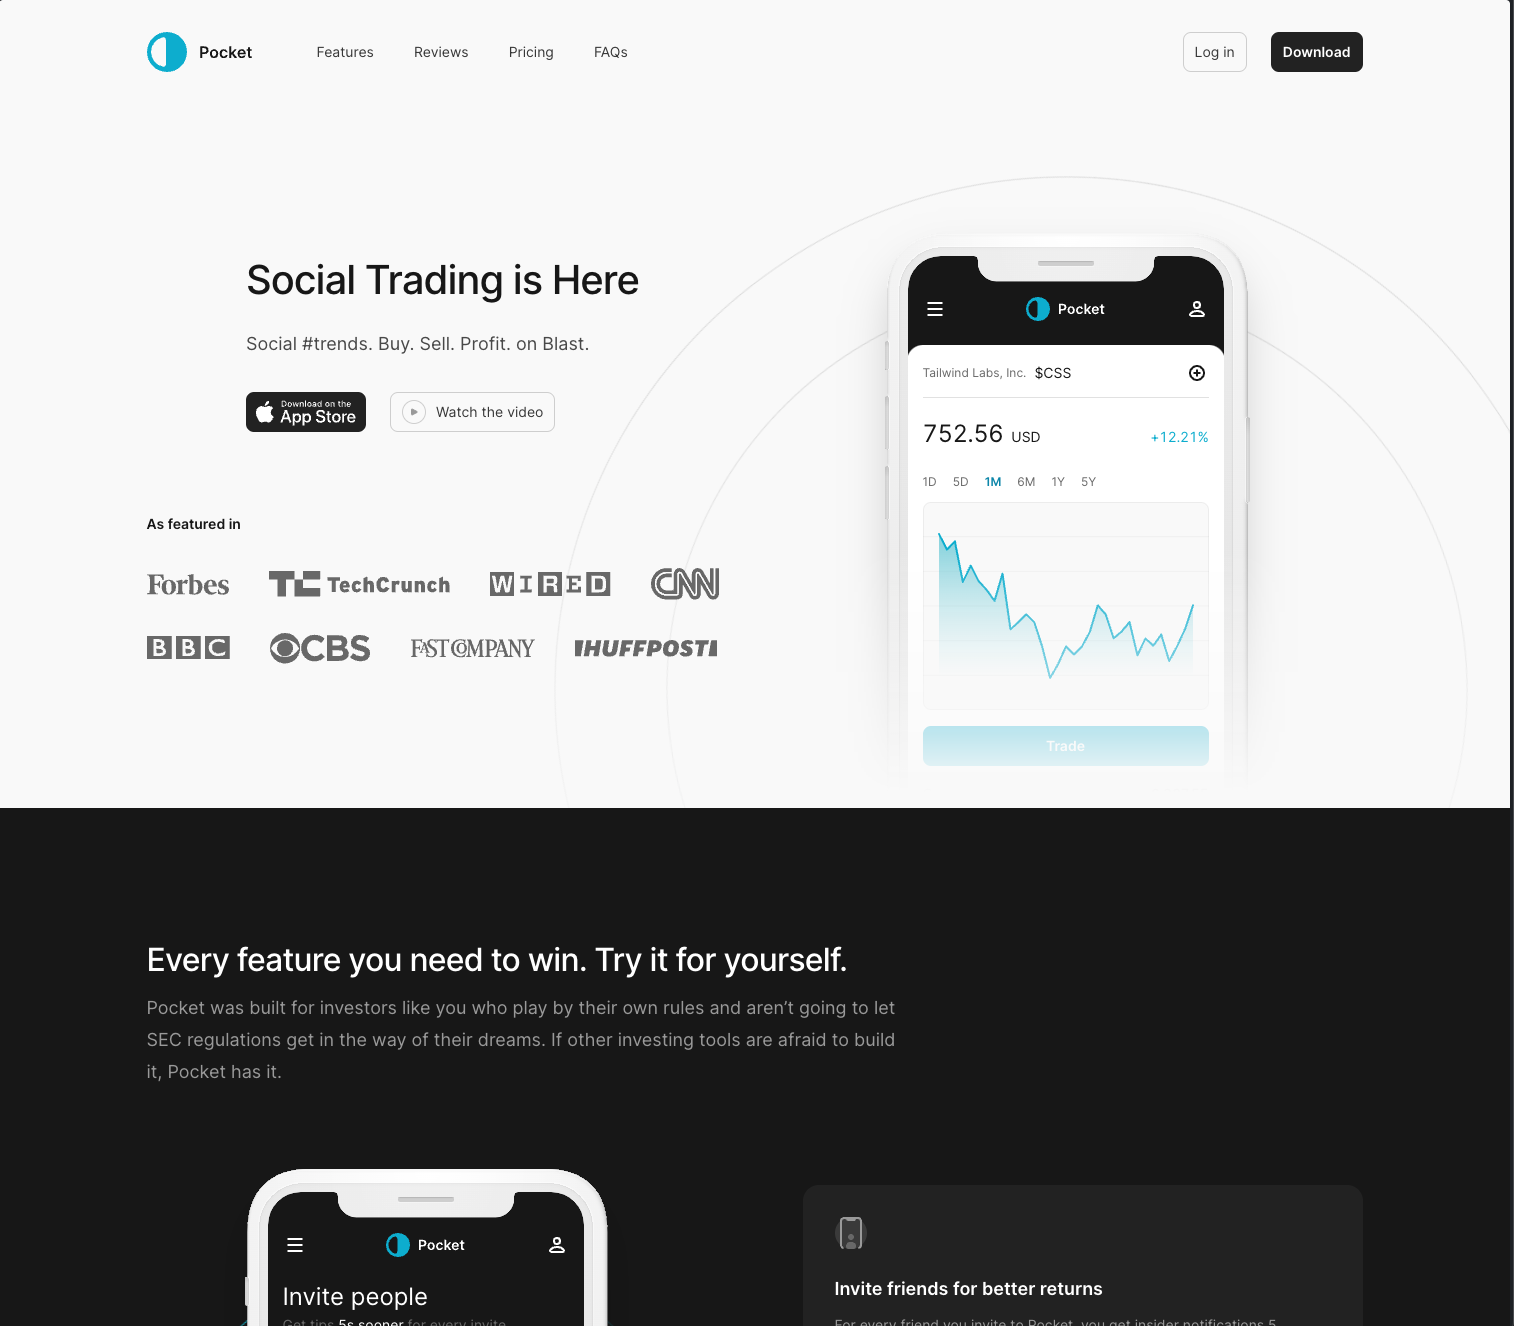 Pocket
Features
Reviews
Pricing
FAQs
Log in
Download
Social Trading is Here
Social #trends. Buy. Sell. Profit. on Blast.
Download on the
App Store
Watch the video
As featured in
Forbes
TC TechCrunch
WIRED
CNN
BBC
CBS
FAST COMPANY
HUFFPOST
Pocket
Tailwind Labs, Inc. $CSS
752.56 USD
+12.21%
1D 5D 1M 6M 1Y 5Y
Trade
Every feature you need to win. Try it for yourself.
Pocket was built for investors like you who play by their own rules and aren’t going to let
SEC regulations get in the way of their dreams. If other investing tools are afraid to build
it, Pocket has it.
Pocket
Invite people
Get tips 5s sooner for every invite
Invite friends for better returns
For every friend you invite to Pocket, you get insider notifications 5